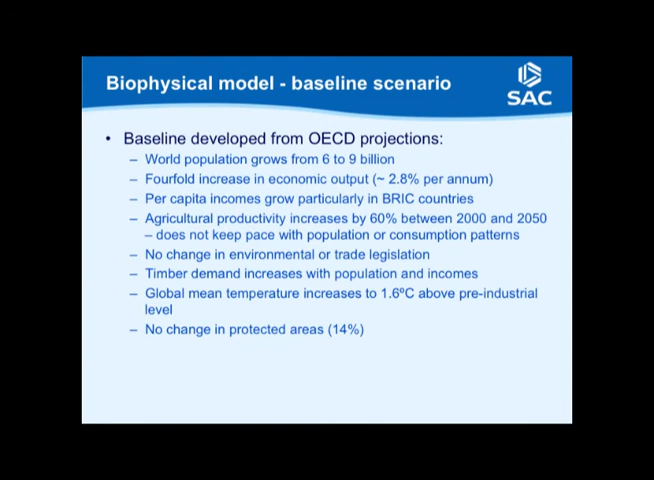 Biophysical model - baseline scenario
SAC
• Baseline developed from OECD projections:
– World population grows from 6 to 9 billion
– Fourfold increase in economic output (~ 2.8% per annum)
– Per capita incomes grow particularly in BRIC countries
– Agricultural productivity increases by 60% between 2000 and 2050
– does not keep pace with population or consumption patterns
– No change in environmental or trade legislation
– Timber demand increases with population and incomes
– Global mean temperature increases to 1.6ºC above pre-industrial
level
– No change in protected areas (14%)